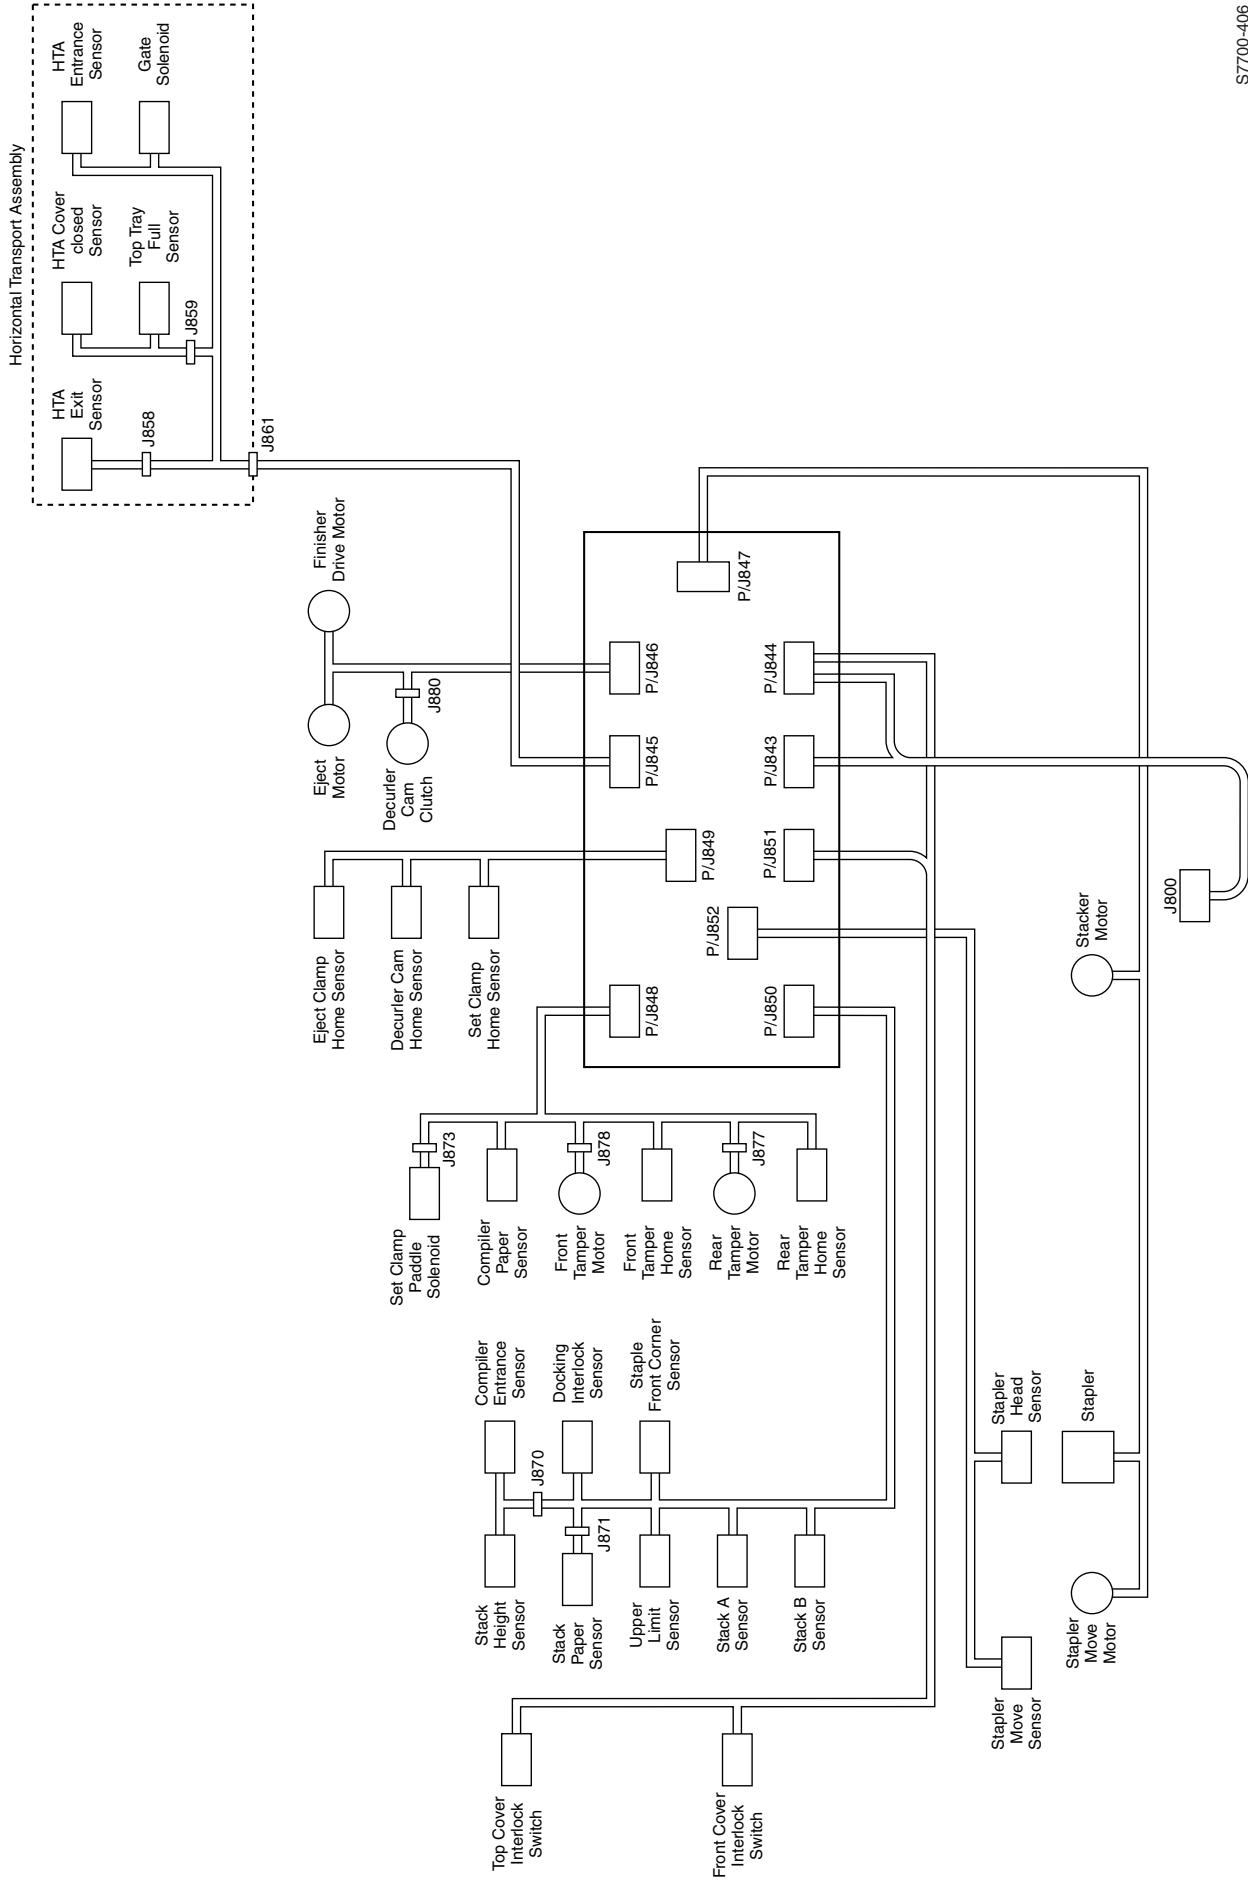 S7700-406
Horizontal Transport Assembly
HTA
Exit
Sensor
HTA Cover
closed
Sensor
HTA
Entrance
Sensor
Top Tray
Full
Sensor
Gate
Solenoid
J858
J859
J861
Finisher
Drive Motor
Eject
Motor
Decurler
Cam
Clutch
J880
Eject Clamp
Home Sensor
Decurler Cam
Home Sensor
Set Clamp
Home Sensor
Set Clamp
Paddle
Solenoid
J873
Compiler
Paper
Sensor
Front
Tamper
Motor
J878
Front
Tamper
Home
Sensor
Rear
Tamper
Motor
J877
Rear
Tamper
Home
Sensor
P/J848
P/J849
P/J845
P/J846
P/J847
P/J850
P/J852
P/J851
P/J843
P/J844
Compiler
Entrance
Sensor
Docking
Interlock
Sensor
Staple
Front Corner
Sensor
J870
J871
Stack
Height
Sensor
Stack
Paper
Sensor
Upper
Limit
Sensor
Stack A
Sensor
Stack B
Sensor
Top Cover
Interlock
Switch
Front Cover
Interlock
Switch
Stapler
Move
Sensor
Stapler
Head
Sensor
Stapler
Move
Motor
Stapler
Stacker
Motor
J800